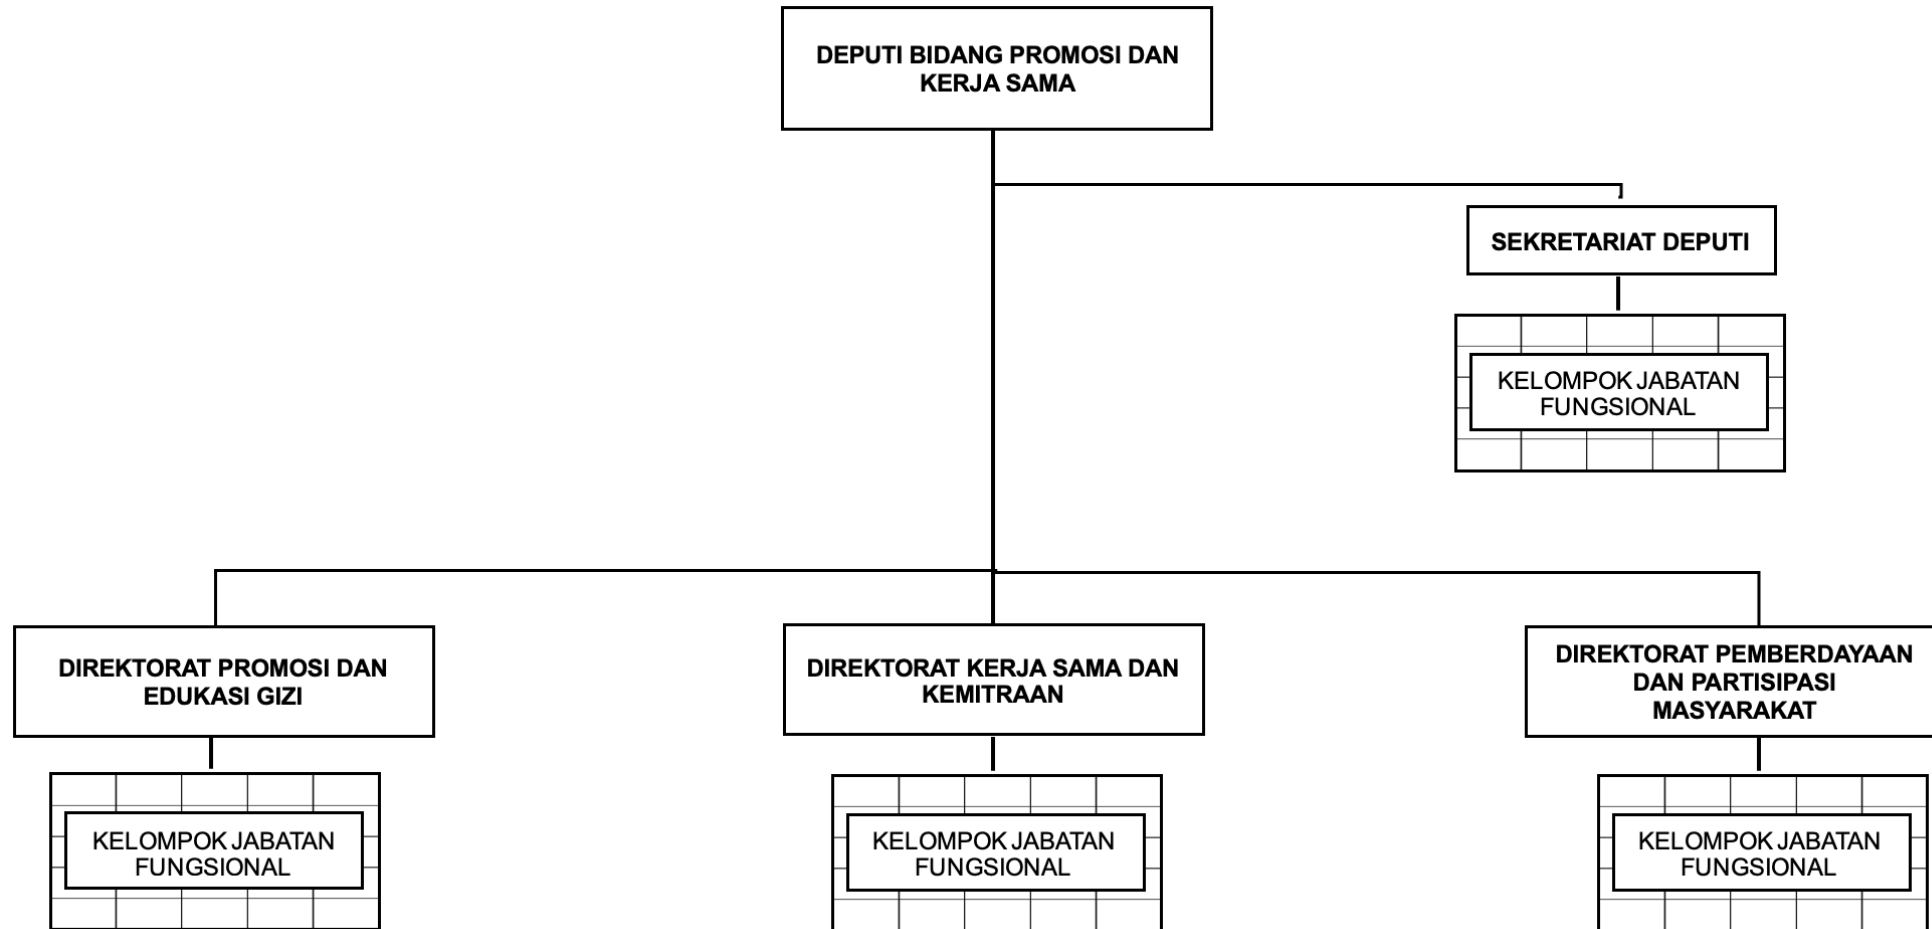 DEPUTI BIDANG PROMOSI DAN
KERJA SAMA
SEKRETARIAT DEPUTI
KELOMPOK JABATAN
FUNGSIONAL
DIREKTORAT PROMOSI DAN
EDUKASI GIZI
DIREKTORAT KERJA SAMA DAN
KEMITRAAN
DIREKTORAT PEMBERDAYAAN
DAN PARTISIPASI
MASYARAKAT
KELOMPOK JABATAN
FUNGSIONAL
KELOMPOK JABATAN
FUNGSIONAL
KELOMPOK JABATAN
FUNGSIONAL